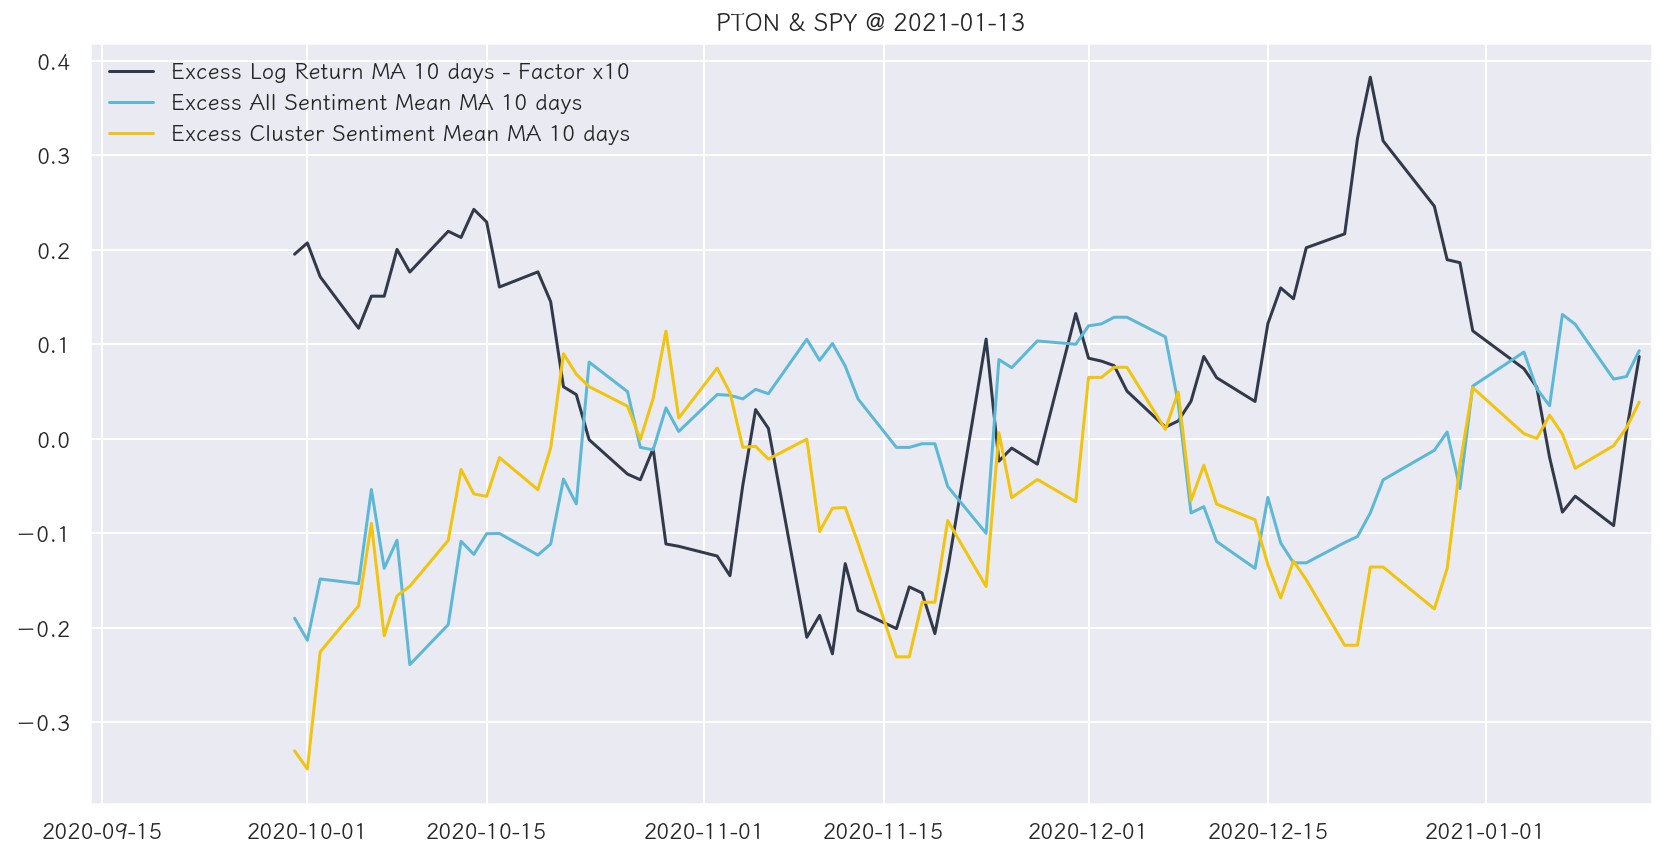 PTON & SPY @ 2021-01-13
Excess Log Return MA 10 days - Factor x10
Excess All Sentiment Mean MA 10 days
Excess Cluster Sentiment Mean MA 10 days
0.4
0.3
0.2
0.1
0.0
−0.1
−0.2
−0.3
2020-09-15 2020-10-01 2020-10-15 2020-11-01 2020-11-15 2020-12-01 2020-12-15 2021-01-01